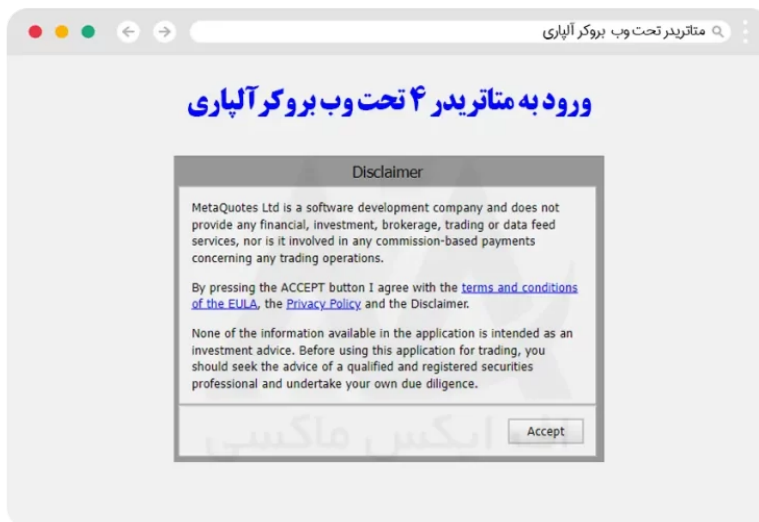 متاتریدر تحت وب بروکر آلپاری
ورود به متاتریدر ۴ تحت وب بروکر آلپاری
Disclaimer
MetaQuotes Ltd is a software development company and does not
provide any financial, investment, brokerage, trading or data feed
services, nor is it involved in any commission-based payments
concerning any trading operations.
By pressing the ACCEPT button I agree with the terms and conditions
of the EULA, the Privacy Policy and the Disclaimer.
None of the information available in the application is intended as an
investment advice. Before using this application for trading, you
should seek the advice of a qualified and registered securities
professional and undertake your own due diligence.
Accept
اف ایکس ماکسی